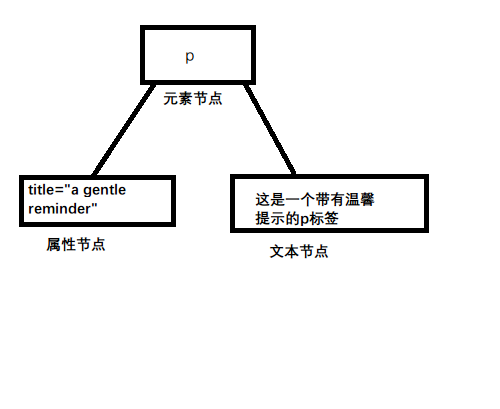 p
元素节点
title="a gentle
reminder"
属性节点
这是一个带有温馨
提示的p标签
文本节点